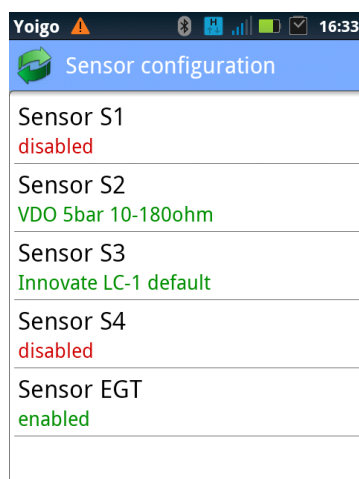 Yoigo H 16:33
Sensor configuration
Sensor S1
disabled
Sensor S2
VDO 5bar 10-180ohm
Sensor S3
Innovate LC-1 default
Sensor S4
disabled
Sensor EGT
enabled